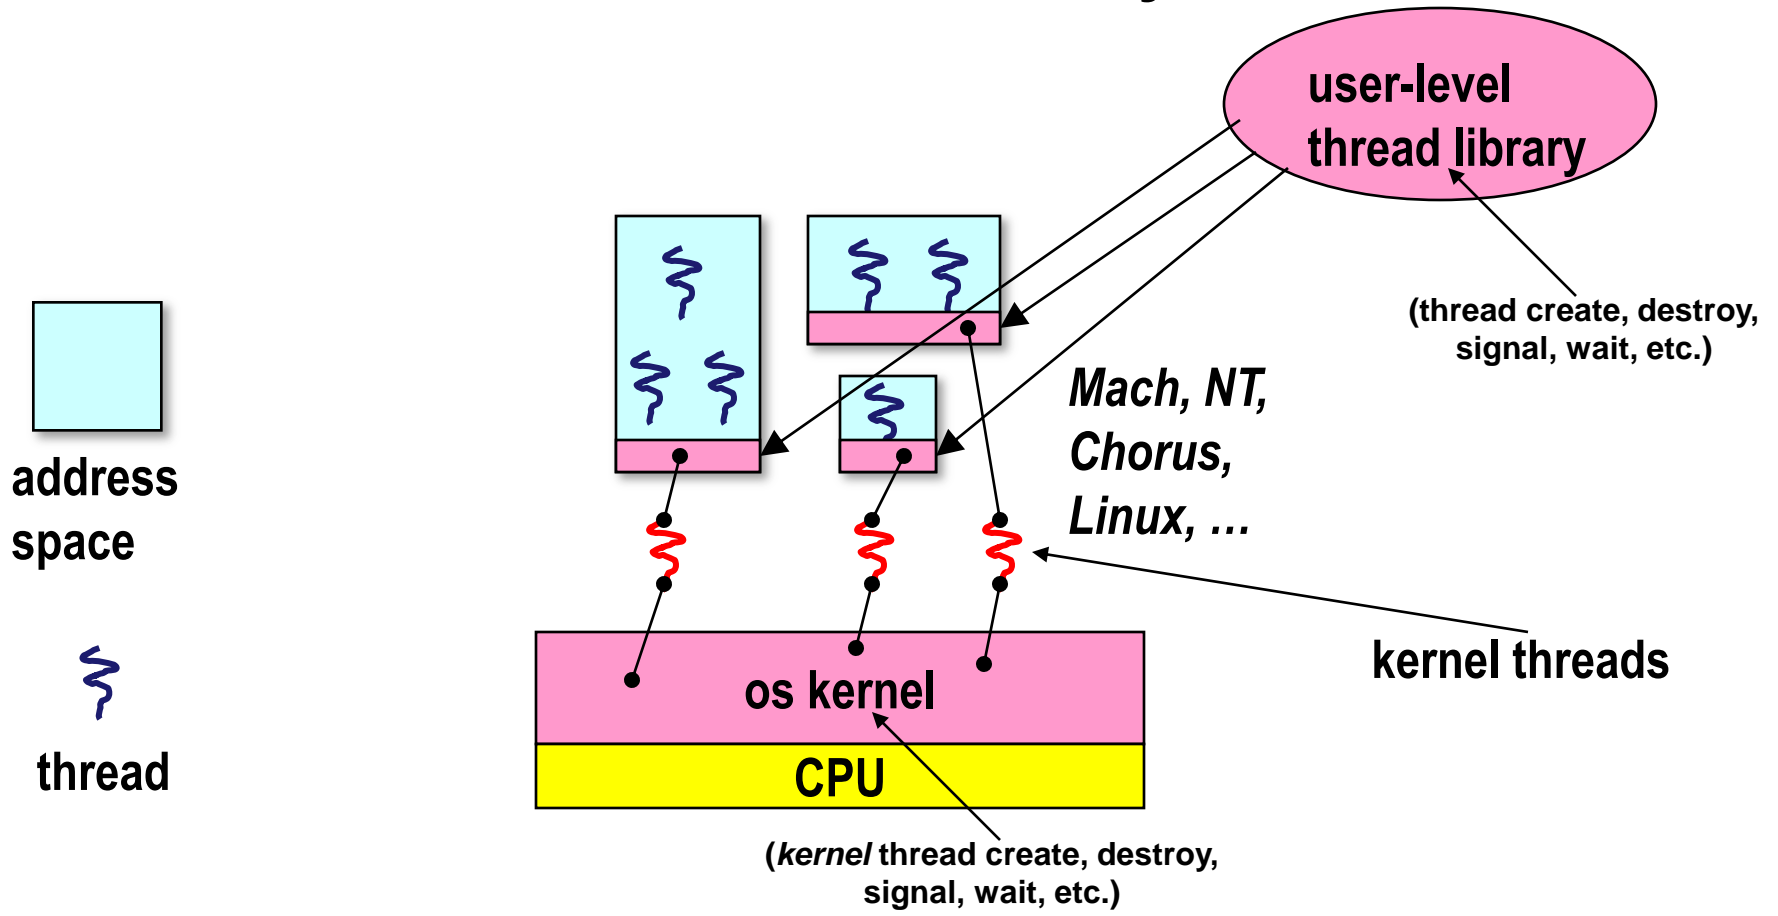 user-level
thread library
(thread create, destroy,
signal, wait, etc.)
Mach, NT,
Chorus,
Linux, …
address
space
kernel threads
os kernel
thread
CPU
(kernel thread create, destroy,
signal, wait, etc.)